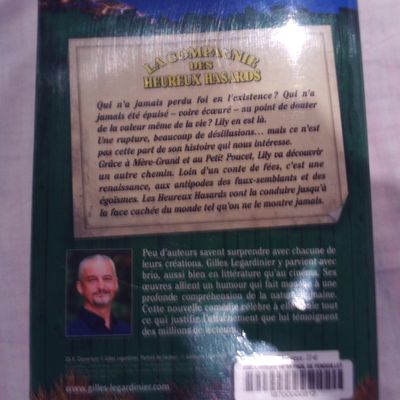 LA COMPAGNIE
DES
HEUREUX HASARDS
Qui n'a jamais perdu foi en l'existence ? Qui n'a
jamais été épuisé – voire écœuré – au point de douter
de la valeur même de la vie ? Lily en est là.
Une rupture, beaucoup de désillusions... mais ce n'est
pas cette part de son histoire qui nous intéresse.
Grâce à Mère-Grand et au Petit Poucet, Lily va découvrir
un autre chemin. Loin d'un conte de fées, c'est une
renaissance, aux antipodes des faux-semblants et des
égoïsmes. Les Heureux Hasards vont la conduire jusqu'à
la face cachée du monde tel qu'on ne le montre jamais.
Peu d'auteurs savent surprendre avec chacune de
leurs créations. Gilles Legardinier y parvient avec
brio, aussi bien en littérature qu'au cinéma. Ses
œuvres allient un humour qui fait mouche à une
profonde compréhension de la nature humaine.
Cette nouvelle comédie célèbre à elle seule tout
ce qui justifie l'attachement que lui témoignent
des millions de lecteurs.
www.gilles-legardinier.com